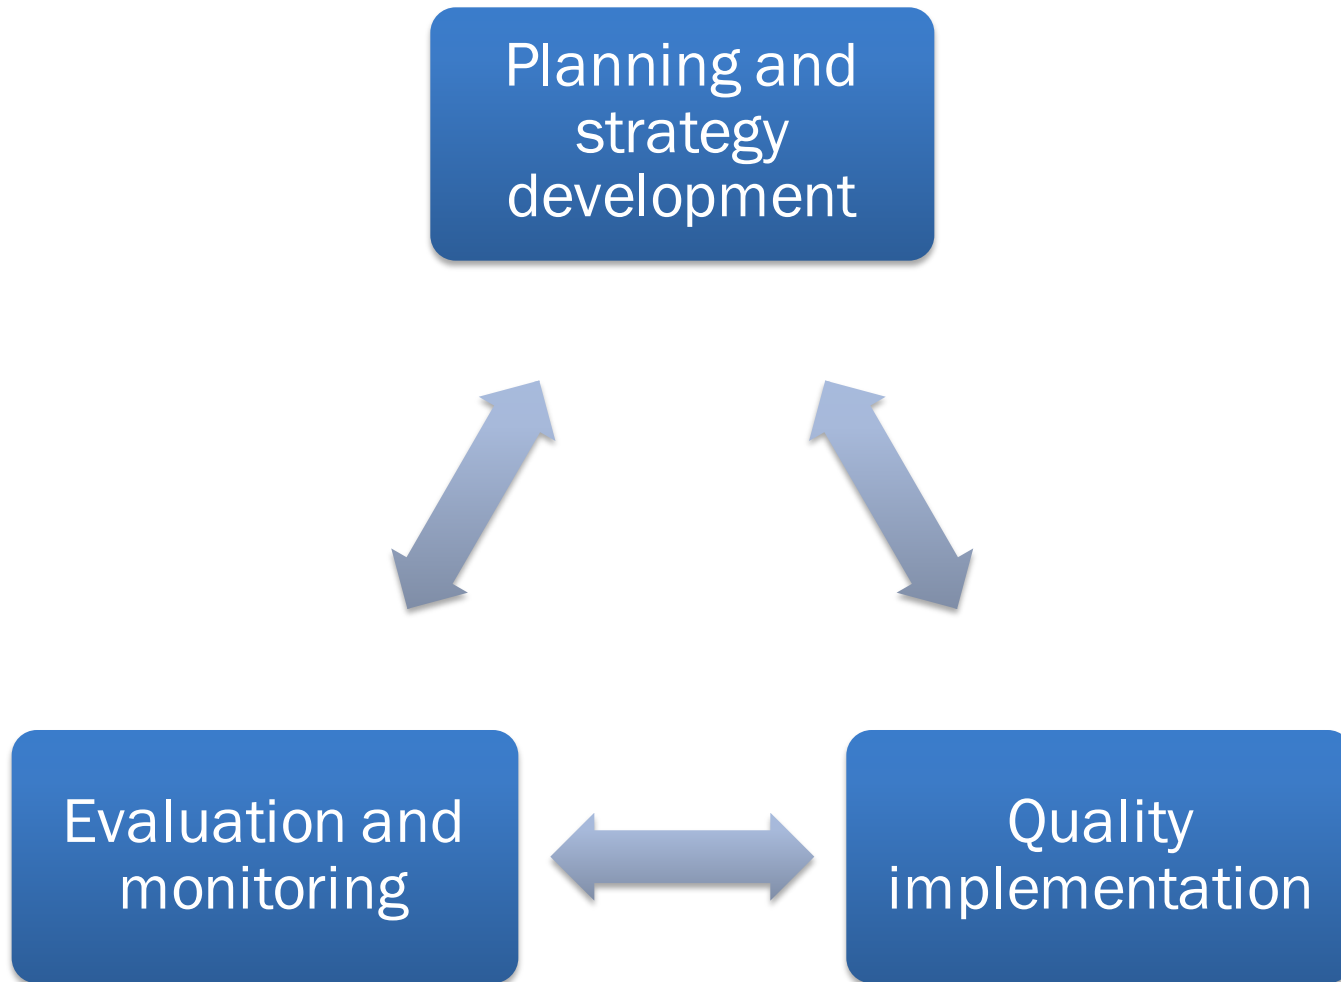 Planning and
strategy
development
Evaluation and
monitoring
Quality
implementation